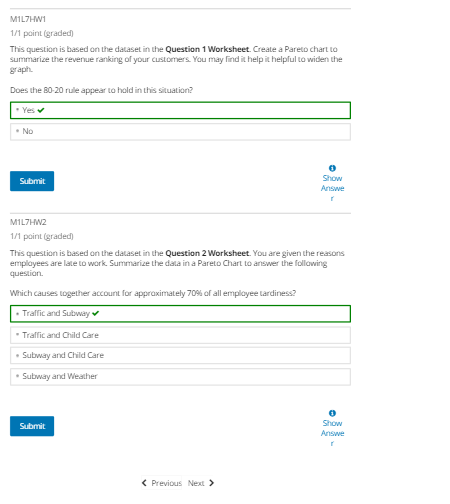 M1L7HW1
1/1 point (graded)
This question is based on the dataset in the Question 1 Worksheet. Create a Pareto chart to
summarize the revenue ranking of your customers. You may find it help it helpful to widen the
graph.
Does the 80-20 rule appear to hold in this situation?
Yes ✔
No
Submit
Show
Answe
r
M1L7HW2
1/1 point (graded)
This question is based on the dataset in the Question 2 Worksheet. You are given the reasons
employees are late to work. Summarize the data in a Pareto Chart to answer the following
question.
Which causes together account for approximately 70% of all employee tardiness?
Traffic and Subway ✔
Traffic and Child Care
Subway and Child Care
Subway and Weather
Submit
Show
Answe
r
Previous Next